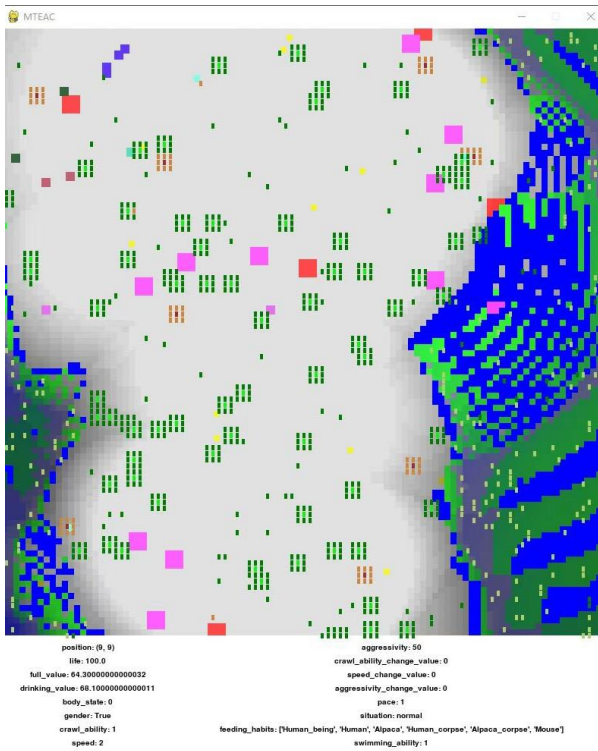 MTEAC
position: (9, 9)
life: 100.0
full_value: 64.30000000000032
drinking_value: 68.10000000000011
body_state: 0
gender: True
crawl_ability: 1
speed: 2
aggressivity: 50
crawl_ability_change_value: 0
speed_change_value: 0
aggressivity_change_value: 0
pace: 1
situation: normal
feeding_habits: ['Human_being', 'Human', 'Alpaca', 'Human_corpse', 'Alpaca_corpse', 'Mouse']
swimming_ability: 1